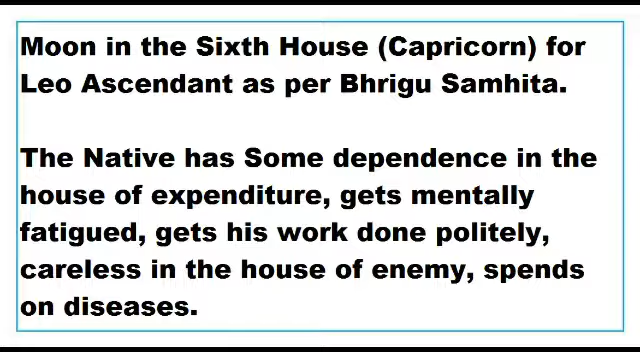 Moon in the Sixth House (Capricorn) for
Leo Ascendant as per Bhrigu Samhita.
The Native has Some dependence in the
house of expenditure, gets mentally
fatigued, gets his work done politely,
careless in the house of enemy, spends
on diseases.